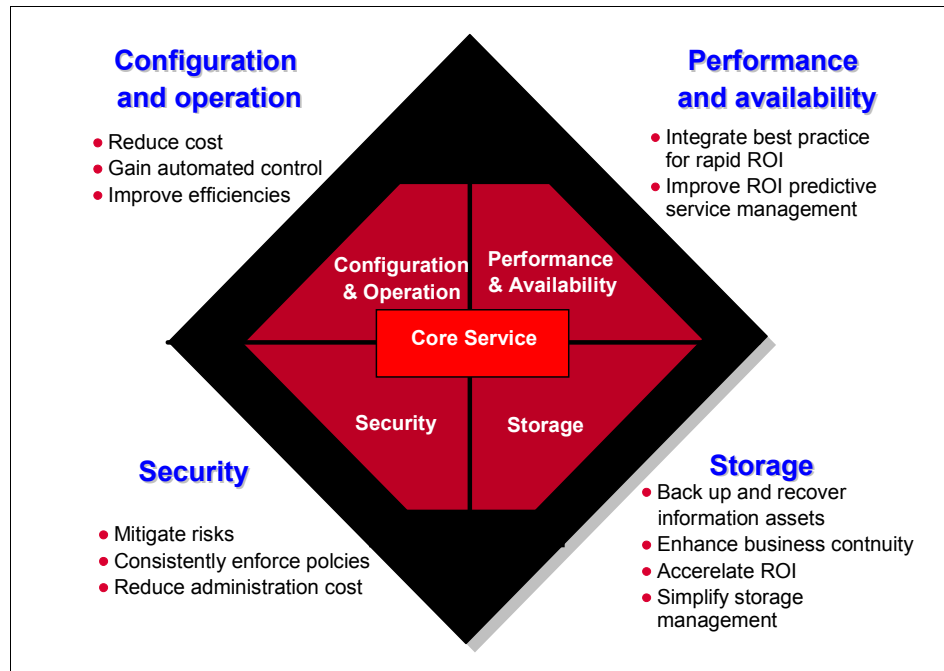 Configuration
and operation
• Reduce cost
• Gain automated control
• Improve efficiencies
Performance
and availability
• Integrate best practice
for rapid ROI
• Improve ROI predictive
service management
Configuration
& Operation
Performance
& Availability
Core Service
Security
Storage
Security
• Mitigate risks
• Consistently enforce polcies
• Reduce administration cost
Storage
• Back up and recover
information assets
• Enhance business contnuity
• Accerelate ROI
• Simplify storage
management